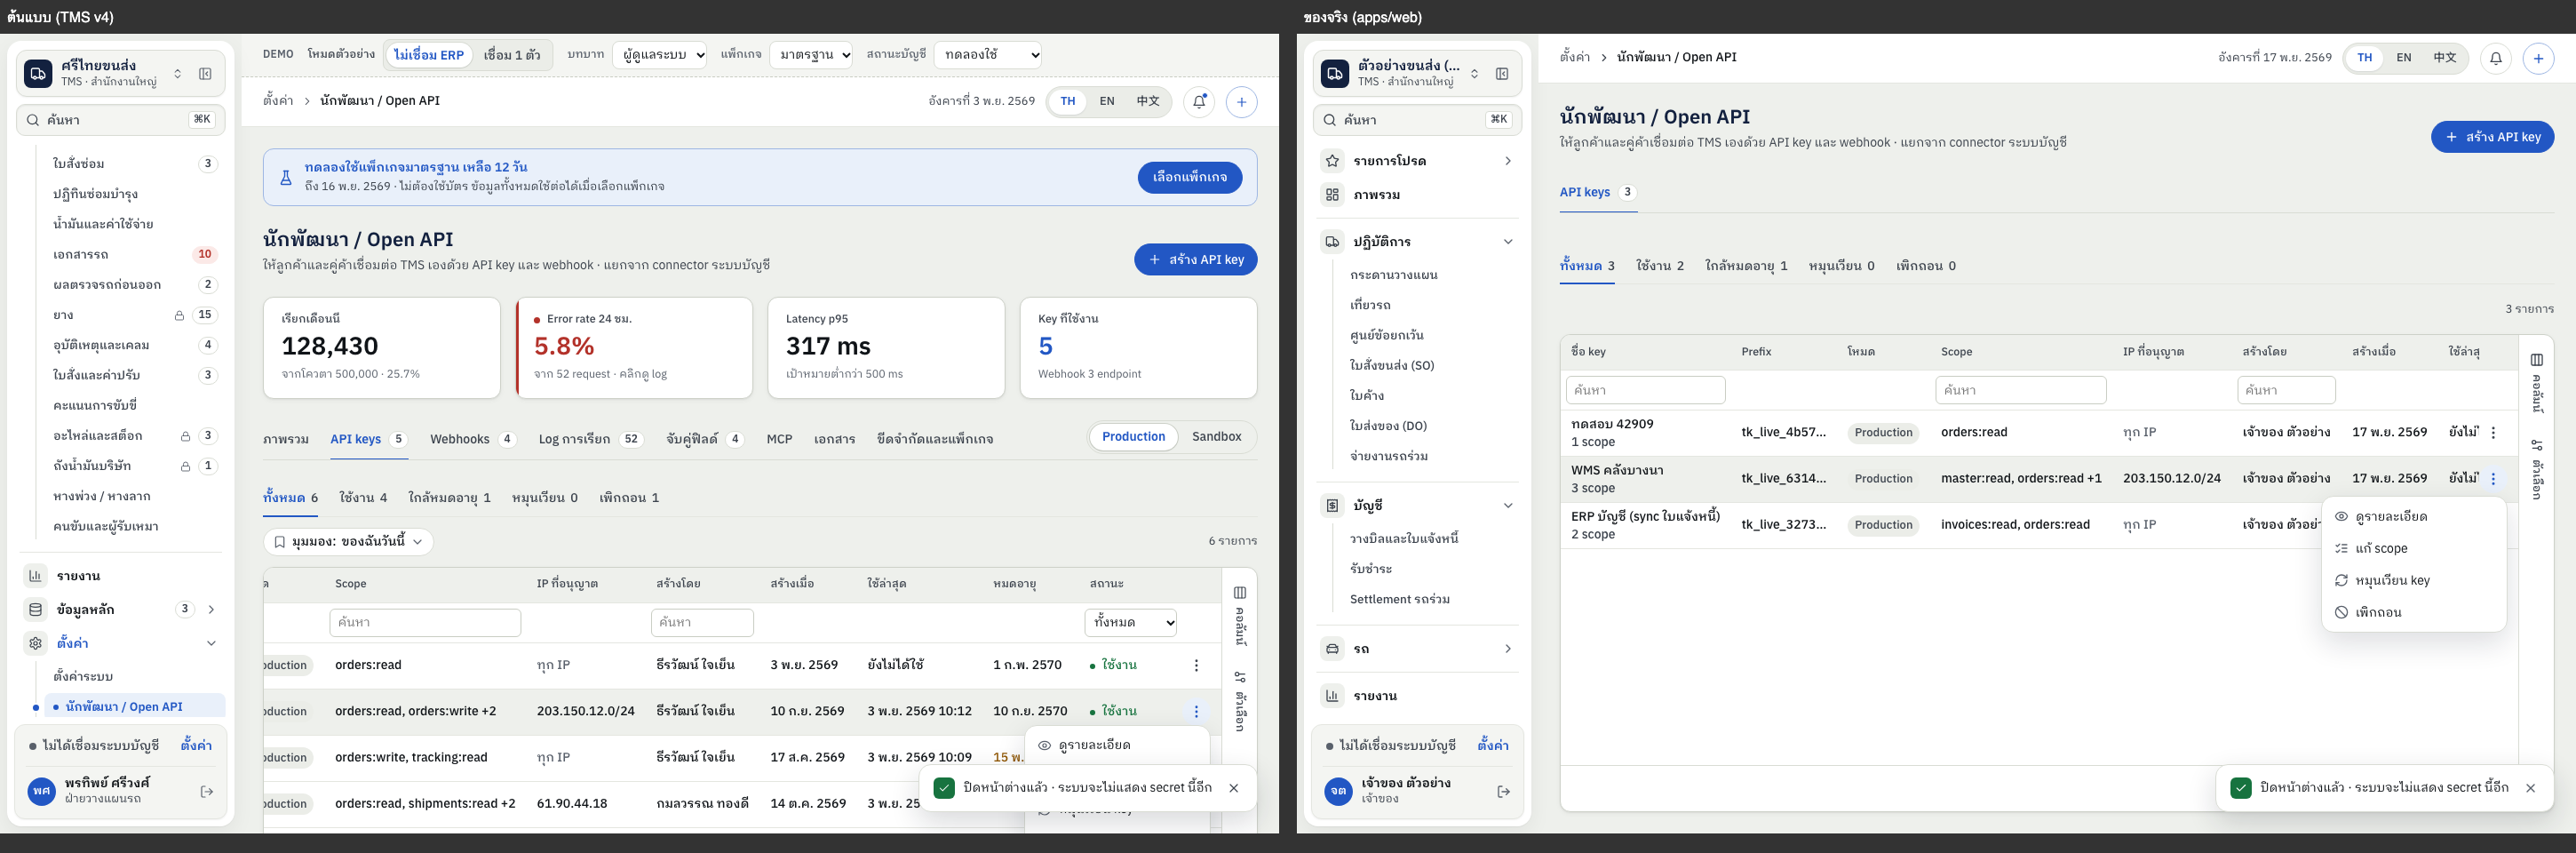 ต้นแบบ (TMS v4)
ศรีไทยขนส่ง
TMS · สำนักงานใหญ่
ค้นหา
⌘K
ใบสั่งซ่อม 3
ปฏิทินซ่อมบำรุง
น้ำมันและค่าใช้จ่าย
เอกสารรถ 10
ผลตรวจรถก่อนออก 2
ยาง 15
อุบัติเหตุและเคลม 4
ใบสั่งและค่าปรับ 3
คะแนนการขับขี่
อะไหล่และสต็อก 3
ถังน้ำมันบริษัท 1
ทางพ่วง / ทางลาก
คนขับและผู้รับเหมา
รายงาน
ข้อมูลหลัก 3
ตั้งค่า
ตั้งค่าระบบ
นักพัฒนา / Open API
ไม่ได้เชื่อมระบบบัญชี ตั้งค่า
พศ
พรทิพย์ ศรีวงศ์
ฝ่ายวางแผนรถ
DEMO โหมดตัวอย่าง ไม่เชื่อม ERP เชื่อม 1 ตัว บทบาท ผู้ดูแลระบบ แพ็กเกจ มาตรฐาน สถานะบัญชี ทดลองใช้
ตั้งค่า นักพัฒนา / Open API
อังคารที่ 3 พ.ย. 2569 TH EN 中文
ทดลองใช้แพ็กเกจมาตรฐาน เหลือ 12 วัน
ถึง 16 พ.ย. 2569 · ไม่ต้องใช้บัตร ข้อมูลทั้งหมดใช้ต่อได้เมื่อเลือกแพ็กเกจ
เลือกแพ็กเกจ
นักพัฒนา / Open API
ให้ลูกค้าและคู่ค้าเชื่อมต่อ TMS เองด้วย API key และ webhook · แยกจาก connector ระบบบัญชี
+ สร้าง API key
เรียกเดือนนี้
128,430
จากโควตา 500,000 · 25.7%
Error rate 24 ชม.
5.8%
จาก 52 request · คลิกดู log
Latency p95
317 ms
เป้าหมายต่ำกว่า 500 ms
Key ที่ใช้งาน
5
Webhook 3 endpoint
ภาพรวม API keys 5 Webhooks 4 Log การเรียก 52 จับคู่ฟิลด์ 4 MCP เอกสาร ขีดจำกัดและแพ็กเกจ
Production Sandbox
ทั้งหมด 6 ใช้งาน 4 ใกล้หมดอายุ 1 หมุนเวียน 0 เพิกถอน 1
มุมมอง: ของฉันวันนี้
6 รายการ
Scope IP ที่อนุญาต สร้างโดย สร้างเมื่อ ใช้ล่าสุด หมดอายุ สถานะ
ค้นหา ค้นหา ทั้งหมด
oduction orders:read ทุก IP ธีรวัฒน์ ใจเย็น 3 พ.ย. 2569 ยังไม่ได้ใช้ 1 ก.พ. 2570 ใช้งาน
oduction orders:read, orders:write +2 203.150.12.0/24 ธีรวัฒน์ ใจเย็น 10 ก.ย. 2569 3 พ.ย. 2569 10:12 10 ก.ย. 2570 ใช้งาน
oduction orders:write, tracking:read ทุก IP ธีรวัฒน์ ใจเย็น 17 ส.ค. 2569 3 พ.ย. 2569 10:09 15 พ.
oduction orders:read, shipments:read +2 61.90.44.18 กมลวรรณ ทองดี 14 ต.ค. 2569 3 พ.ย. 25
คอลัมน์
ตัวเลือก
ดูรายละเอียด
ปิดหน้าต่างแล้ว · ระบบจะไม่แสดง secret นี้อีก
ของจริง (apps/web)
ตัวอย่างขนส่ง (...
TMS · สำนักงานใหญ่
ค้นหา
⌘K
รายการโปรด
ภาพรวม
ปฏิบัติการ
กระดานวางแผน
เที่ยวรถ
ศูนย์ข้อยกเว้น
ใบสั่งขนส่ง (SO)
ใบค้าง
ใบส่งของ (DO)
จ่ายงานรถร่วม
บัญชี
วางบิลและใบแจ้งหนี้
รับชำระ
Settlement รถร่วม
รถ
รายงาน
ไม่ได้เชื่อมระบบบัญชี ตั้งค่า
จต
เจ้าของ ตัวอย่าง
เจ้าของ
ตั้งค่า นักพัฒนา / Open API
อังคารที่ 17 พ.ย. 2569 TH EN 中文
นักพัฒนา / Open API
ให้ลูกค้าและคู่ค้าเชื่อมต่อ TMS เองด้วย API key และ webhook · แยกจาก connector ระบบบัญชี
+ สร้าง API key
API keys 3
ทั้งหมด 3 ใช้งาน 2 ใกล้หมดอายุ 1 หมุนเวียน 0 เพิกถอน 0
3 รายการ
ชื่อ key Prefix โหมด Scope IP ที่อนุญาต สร้างโดย สร้างเมื่อ ใช้ล่าสุ
ค้นหา ค้นหา ค้นหา
ทดสอบ 42909
1 scope
tk_live_4b57... Production orders:read ทุก IP เจ้าของ ตัวอย่าง 17 พ.ย. 2569 ยังไม่
WMS คลังบางนา
3 scope
tk_live_6314... Production master:read, orders:read +1 203.150.12.0/24 เจ้าของ ตัวอย่าง 17 พ.ย. 2569 ยังไม่
ERP บัญชี (sync ใบแจ้งหนี้)
2 scope
tk_live_3273... Production invoices:read, orders:read ทุก IP เจ้าของ ตัวอย่
คอลัมน์
ตัวเลือก
ดูรายละเอียด
แก้ scope
หมุนเวียน key
เพิกถอน
ปิดหน้าต่างแล้ว · ระบบจะไม่แสดง secret นี้อีก